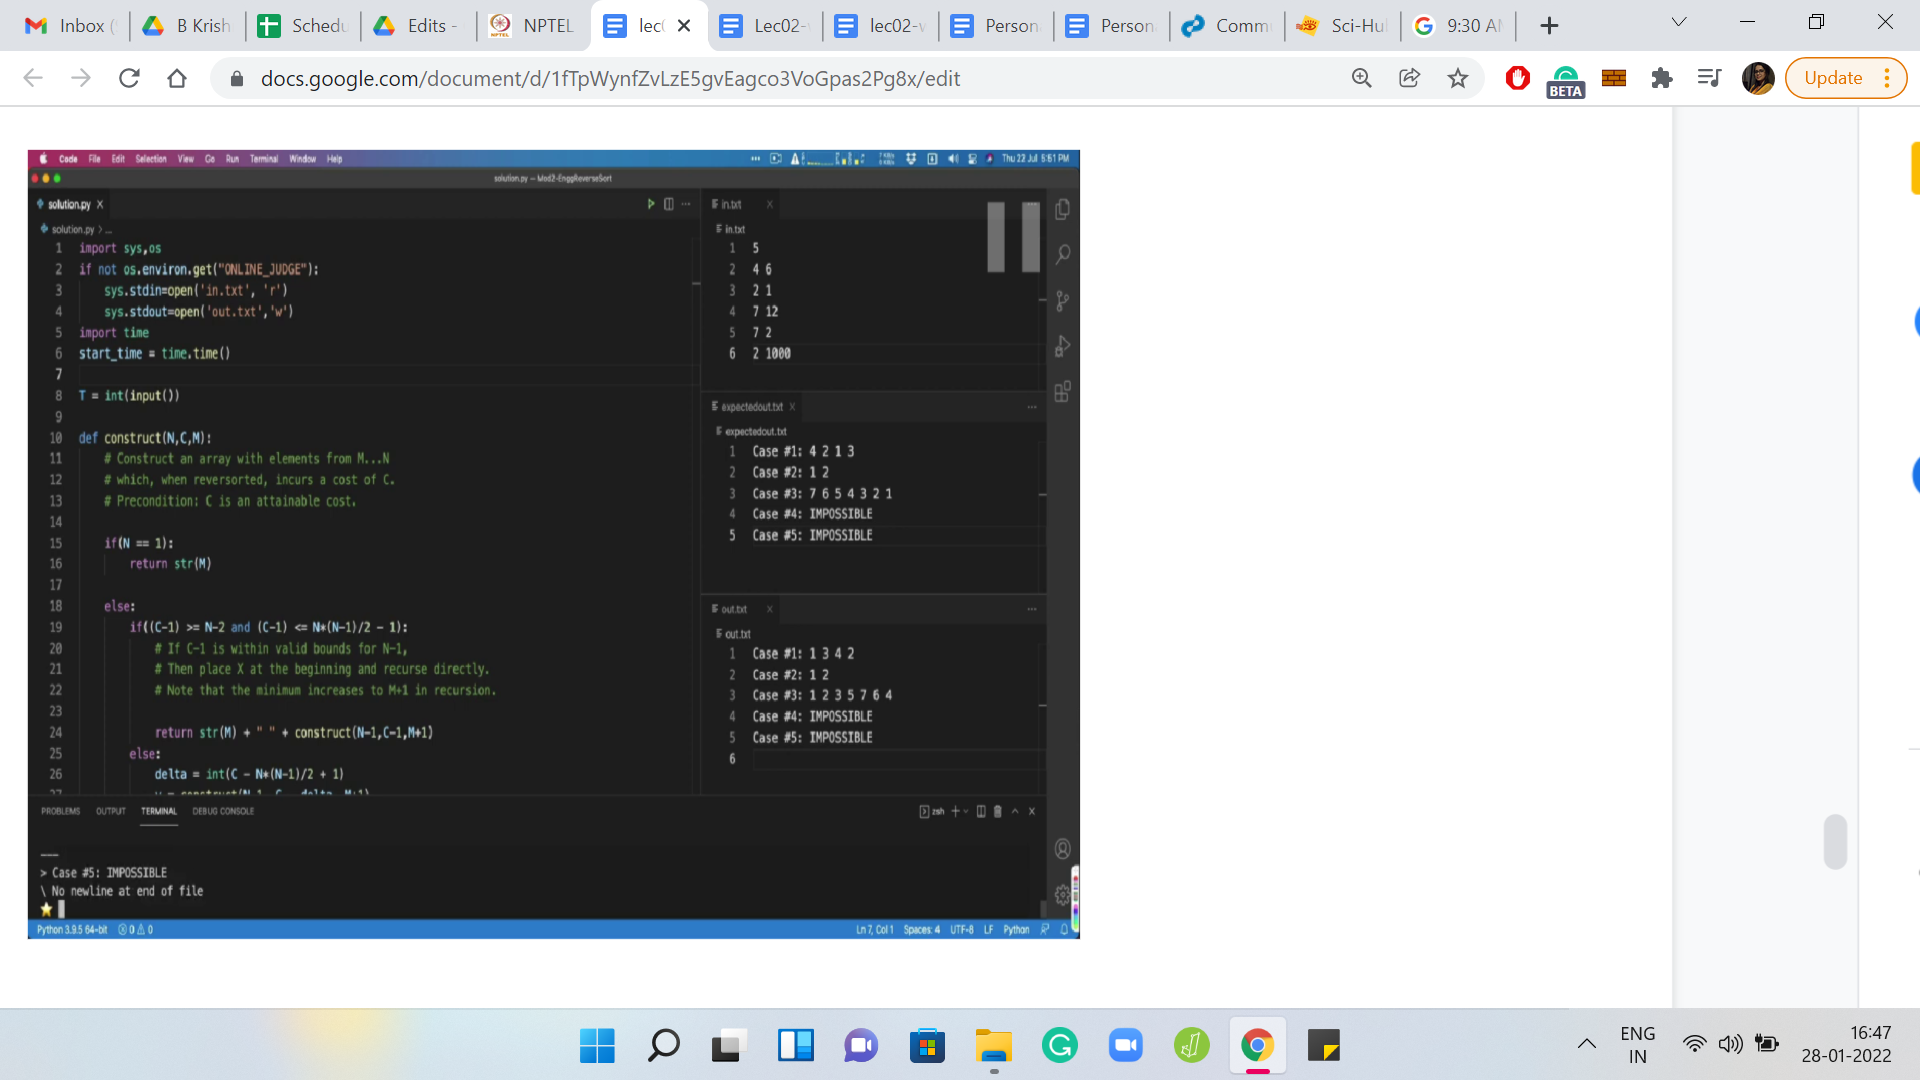 Inbox (
B Krish
Schedu
Edits -
NPTEL
lec
Lec02-
lec02-v
Person
Person
Comm
Sci-Hul
9:30 A
docs.google.com/document/d/1fTpWynfZvLzE5gvEagco3VoGpas2Pg8x/edit
BETA
Update
Code File Edit Selection View Go Run Terminal Window Help
Thu 22 Jul 5:51 PM
solution.py — Mod2-EnggReverseSort
solution.py
solution.py > ...
1 import sys,os
2 if not os.environ.get("ONLINE_JUDGE"):
3 sys.stdin=open('in.txt', 'r')
4 sys.stdout=open('out.txt','w')
5 import time
6 start_time = time.time()
7
8 T = int(input())
9
10 def construct(N,C,M):
11 # Construct an array with elements from M...N
12 # which, when reversorted, incurs a cost of C.
13 # Precondition: C is an attainable cost.
14
15 if(N == 1):
16 return str(M)
17
18 else:
19 if((C-1) >= N-2 and (C-1) <= N*(N-1)/2 - 1):
20 # If C-1 is within valid bounds for N-1,
21 # Then place X at the beginning and recurse directly.
22 # Note that the minimum increases to M+1 in recursion.
23
24 return str(M) + " " + construct(N-1,C-1,M+1)
25 else:
26 delta = int(C - N*(N-1)/2 + 1)
in.txt
in.txt
1 5
2 4 6
3 2 1
4 7 12
5 7 2
6 2 1000
expectedout.txt
expectedout.txt
1 Case #1: 4 2 1 3
2 Case #2: 1 2
3 Case #3: 7 6 5 4 3 2 1
4 Case #4: IMPOSSIBLE
5 Case #5: IMPOSSIBLE
out.txt
out.txt
1 Case #1: 1 3 4 2
2 Case #2: 1 2
3 Case #3: 1 2 3 5 7 6 4
4 Case #4: IMPOSSIBLE
5 Case #5: IMPOSSIBLE
6
PROBLEMS OUTPUT TERMINAL DEBUG CONSOLE
zsh
---
> Case #5: IMPOSSIBLE
\ No newline at end of file
Python 3.9.5 64-bit 0 0
Ln 7, Col 1 Spaces: 4 UTF-8 LF Python
ENG
IN
16:47
28-01-2022